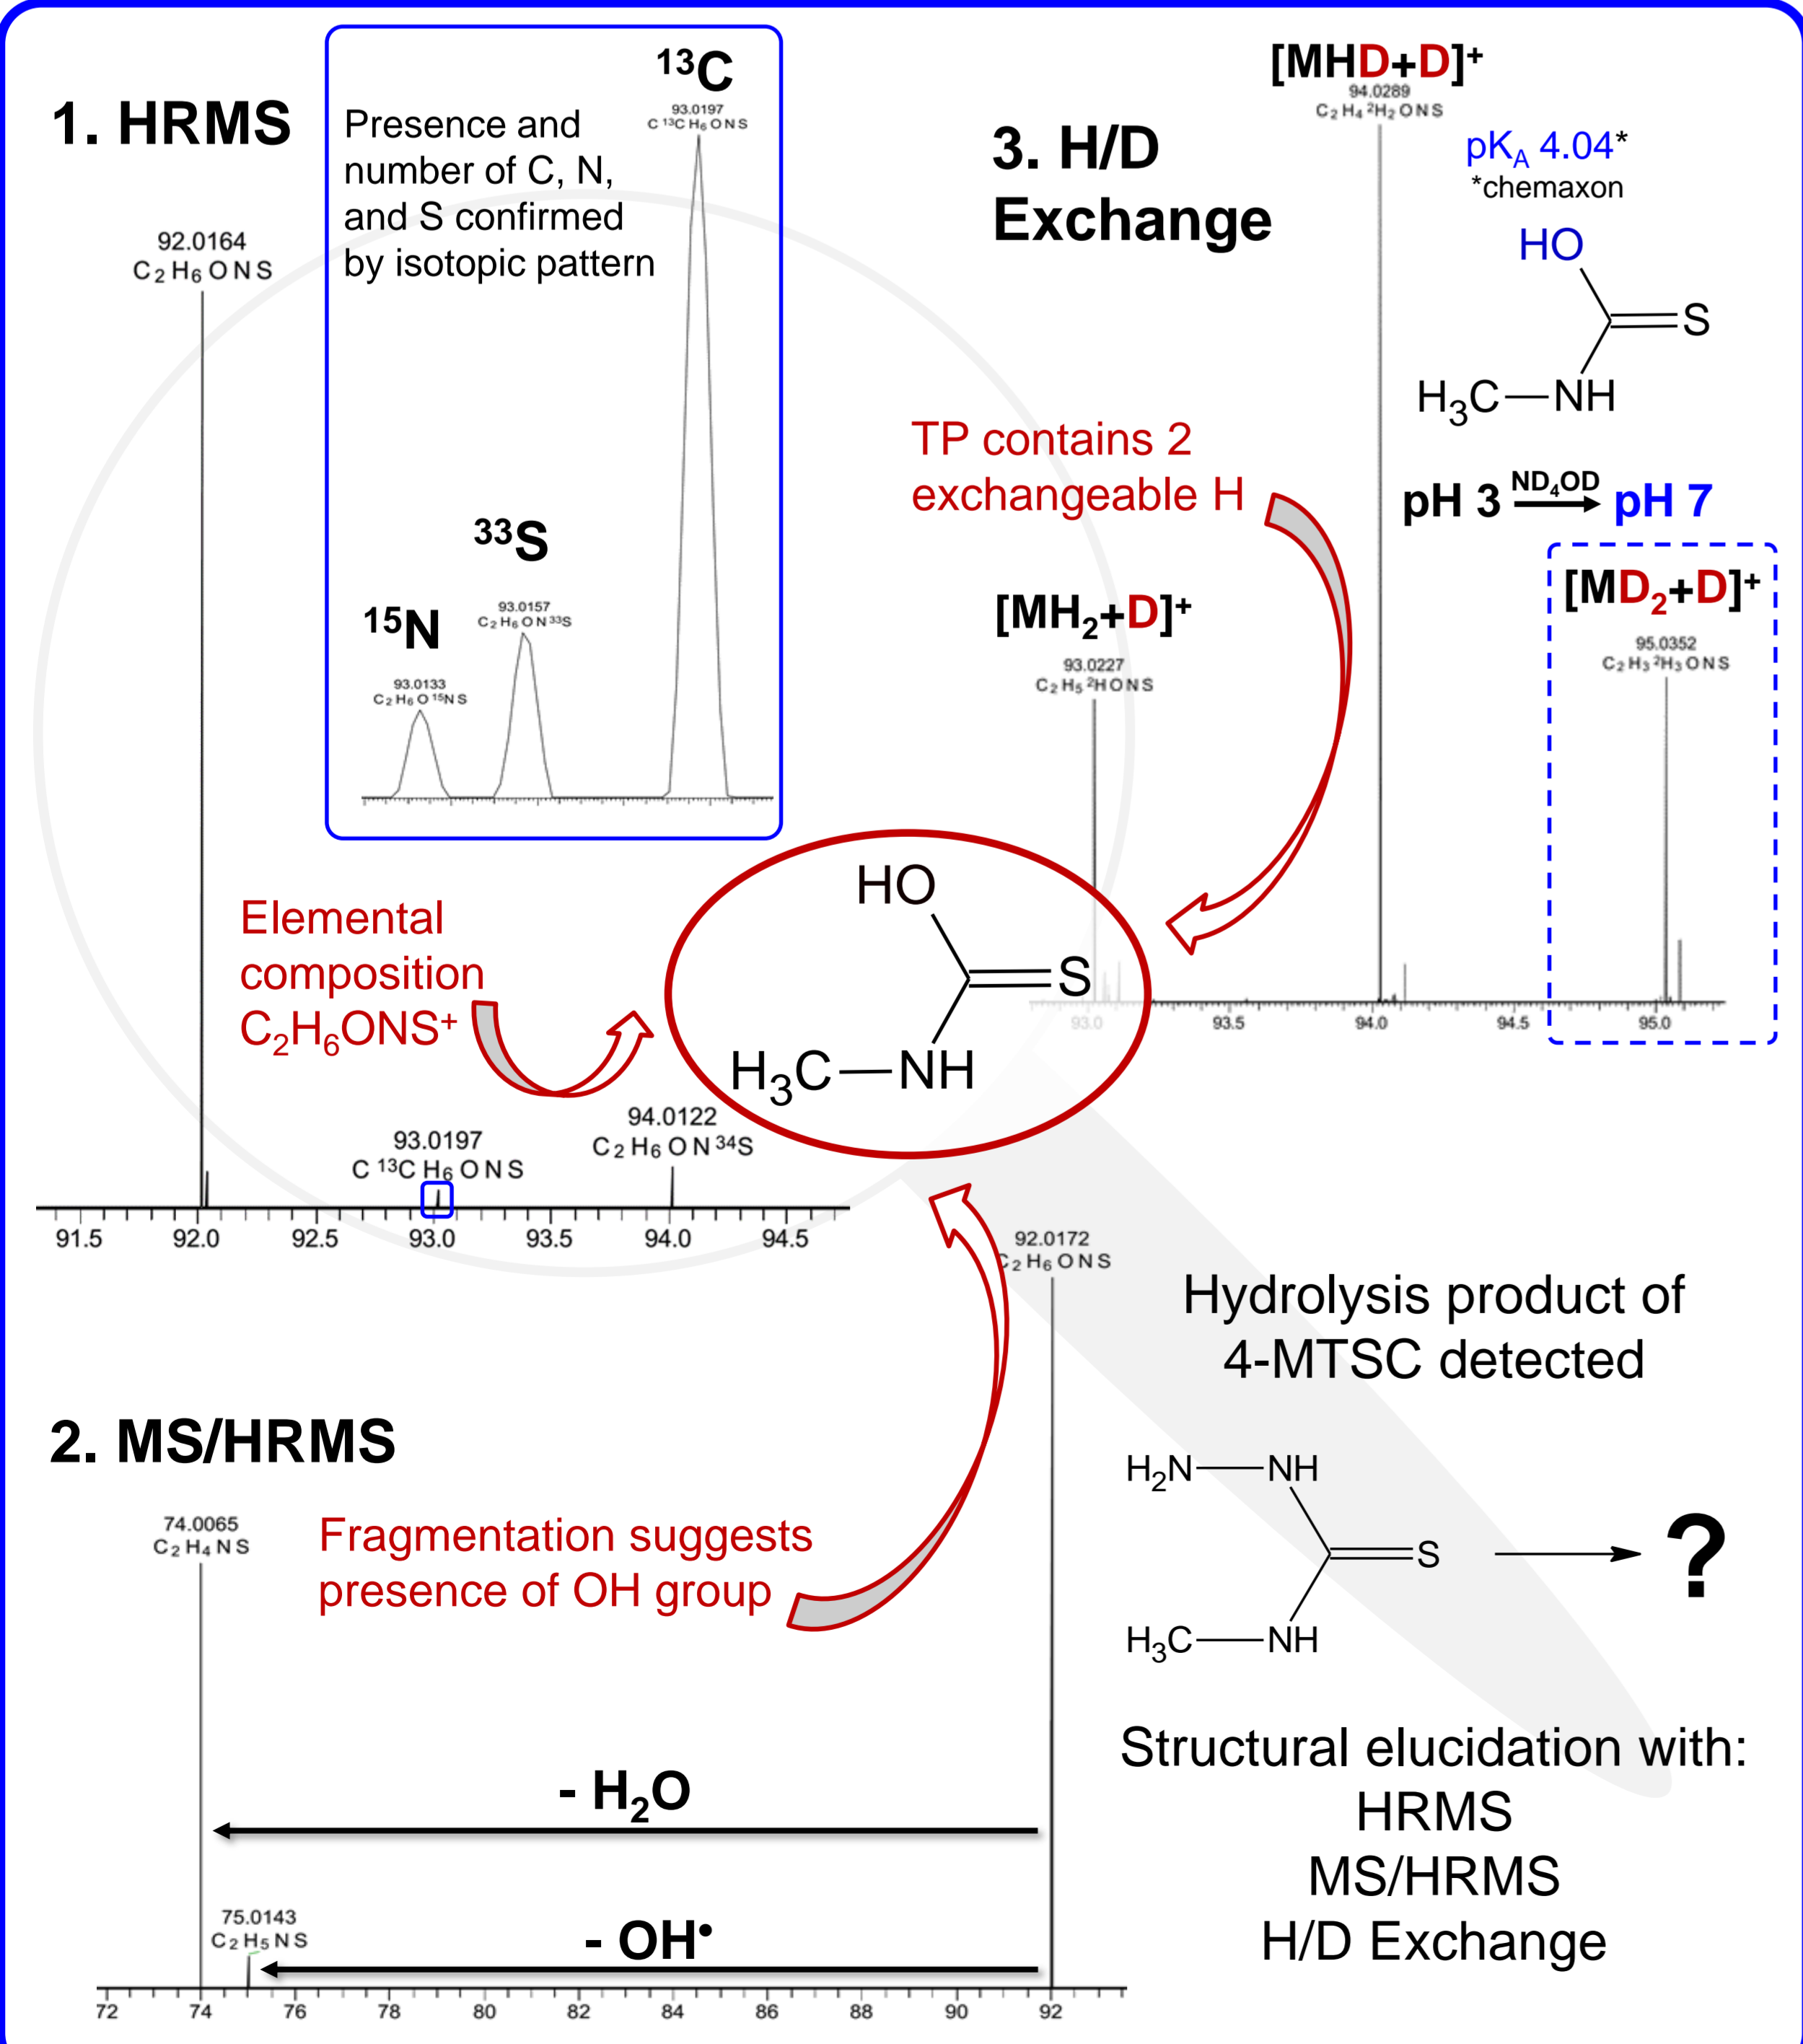 1. HRMS
Presence and
number of C, N,
and S confirmed
by isotopic pattern
¹³C
93.0197
C ¹³C H₆ O N S
³³S
93.0157
C₂ H₆ O N ³³S
¹⁵N
93.0133
C₂ H₆ O ¹⁵N S
92.0164
C₂ H₆ O N S
Elemental
composition
C₂H₆ONS⁺
93.0197
C ¹³C H₆ O N S
94.0122
C₂ H₆ O N ³⁴S
91.5 92.0 92.5 93.0 93.5 94.0 94.5
HO
S
H₃C NH
3. H/D
Exchange
[MHD+D]⁺
94.0289
C₂ H₄ ²H₂ O N S
pK_A 4.04*
*chemaxon
HO
S
H₃C NH
TP contains 2
exchangeable H
pH 3 ND₄OD pH 7
[MH₂+D]⁺
93.0227
C₂ H₅ ²H O N S
[MD₂+D]⁺
95.0352
C₂ H₃ ²H₃ O N S
93.0 93.5 94.0 94.5 95.0
2. MS/HRMS
92.0172
C₂ H₆ O N S
74.0065
C₂ H₄ N S
Fragmentation suggests
presence of OH group
- H₂O
75.0143
C₂ H₅ N S
- OH•
72 74 76 78 80 82 84 86 88 90 92
Hydrolysis product of
4-MTSC detected
H₂N NH
S
?
H₃C NH
Structural elucidation with:
HRMS
MS/HRMS
H/D Exchange